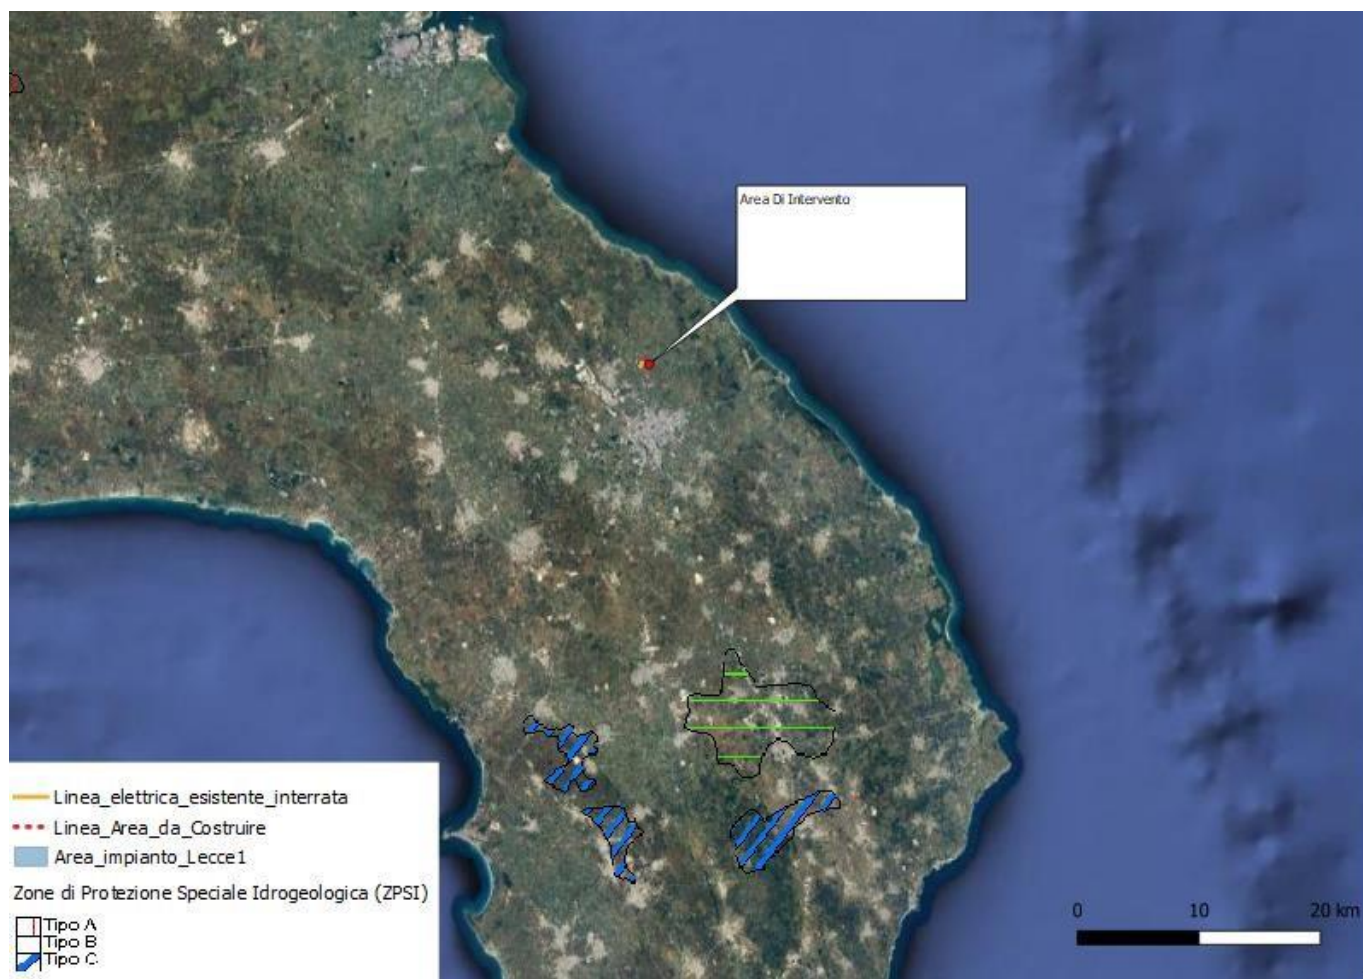 Area Di Intervento
Linea_elettrica_esistente_interrata
Linea_Area_da_Costruire
Area_impianto_Lecce1
Zone di Protezione Speciale Idrogeologica (ZPSI)
Tipo A
Tipo B
Tipo C
0 10 20 km